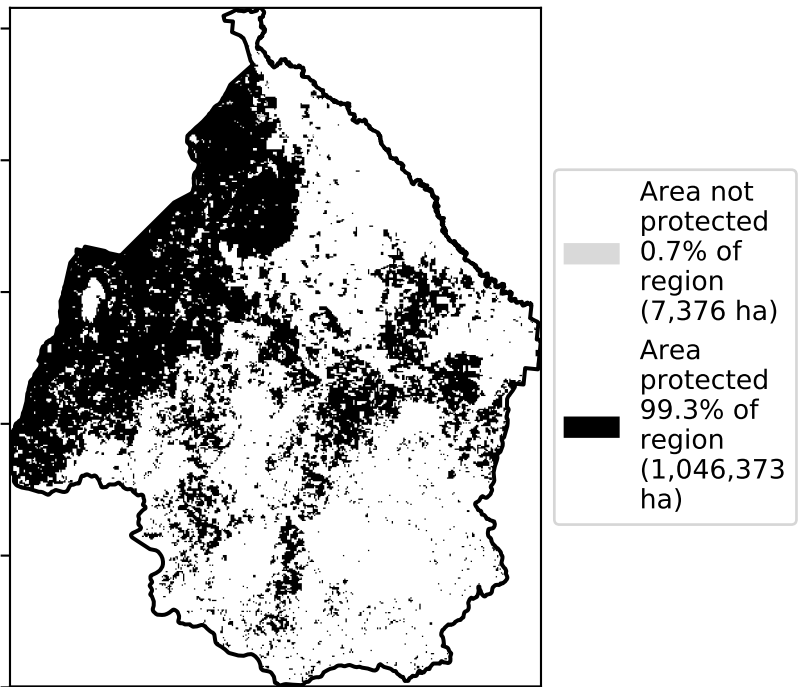 Area not
protected
0.7% of
region
(7,376 ha)
Area
protected
99.3% of
region
(1,046,373
ha)